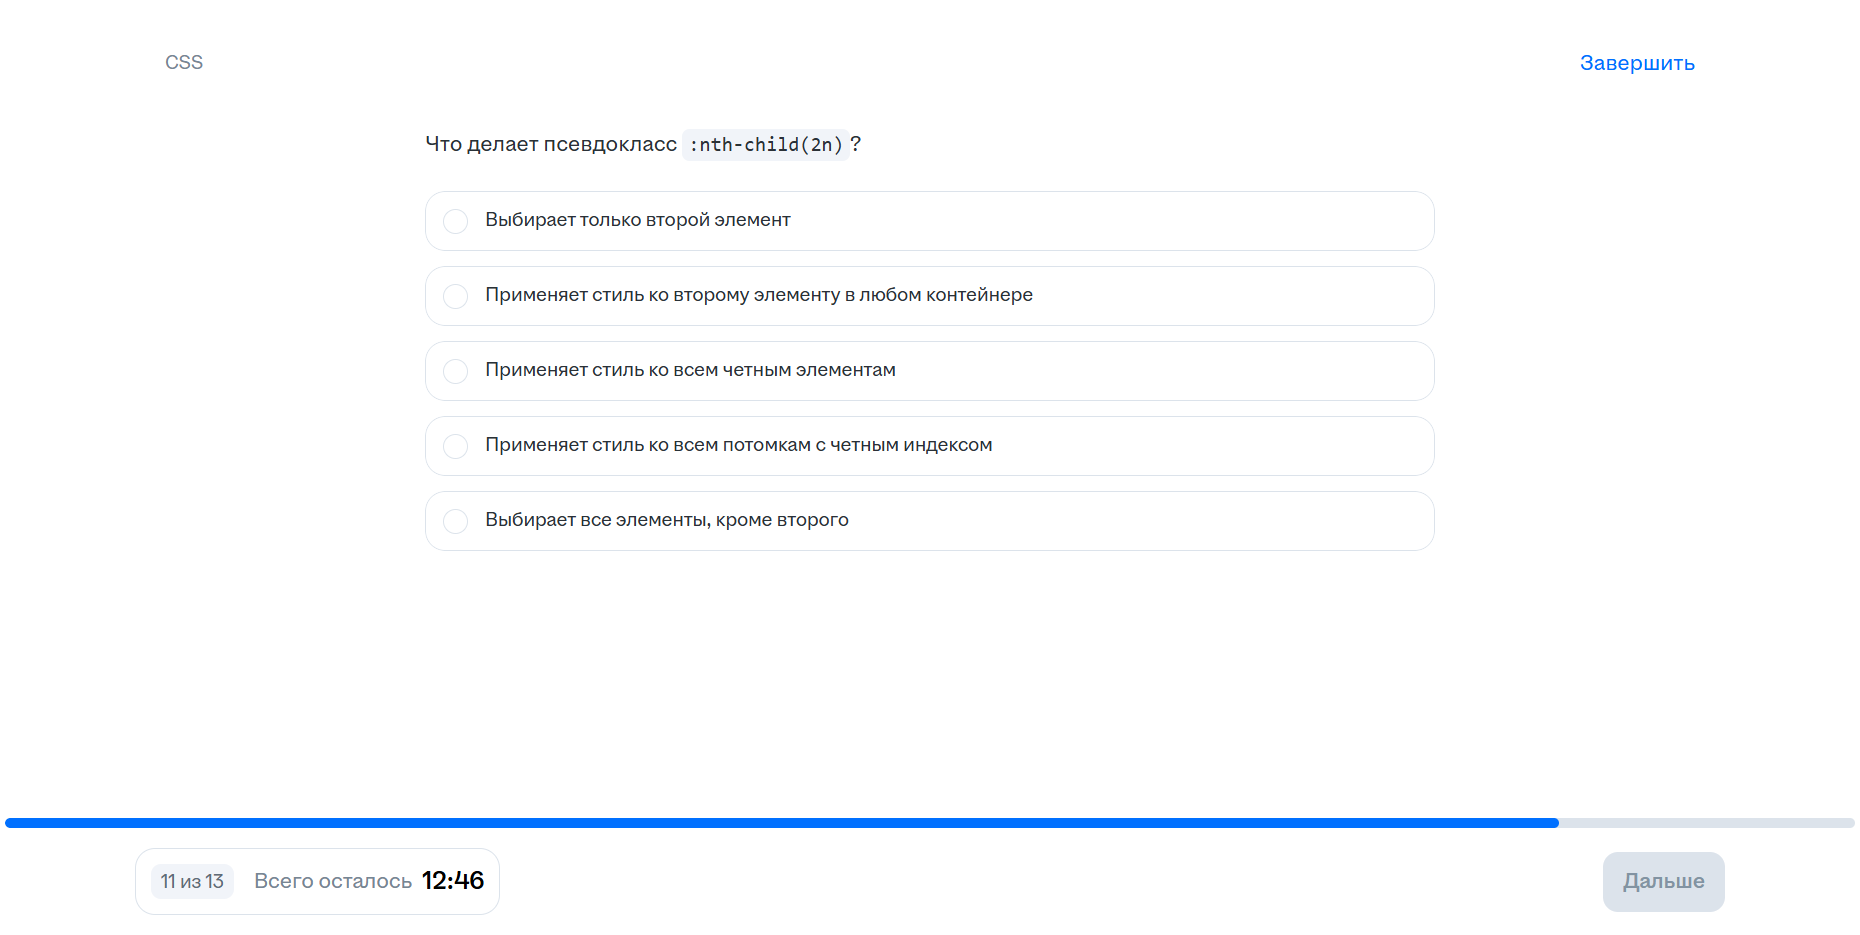 CSS
Завершить
Что делает псевдокласс :nth-child(2n)?
Выбирает только второй элемент
Применяет стиль ко второму элементу в любом контейнере
Применяет стиль ко всем четным элементам
Применяет стиль ко всем потомкам с четным индексом
Выбирает все элементы, кроме второго
11 из 13
Всего осталось 12:46
Дальше